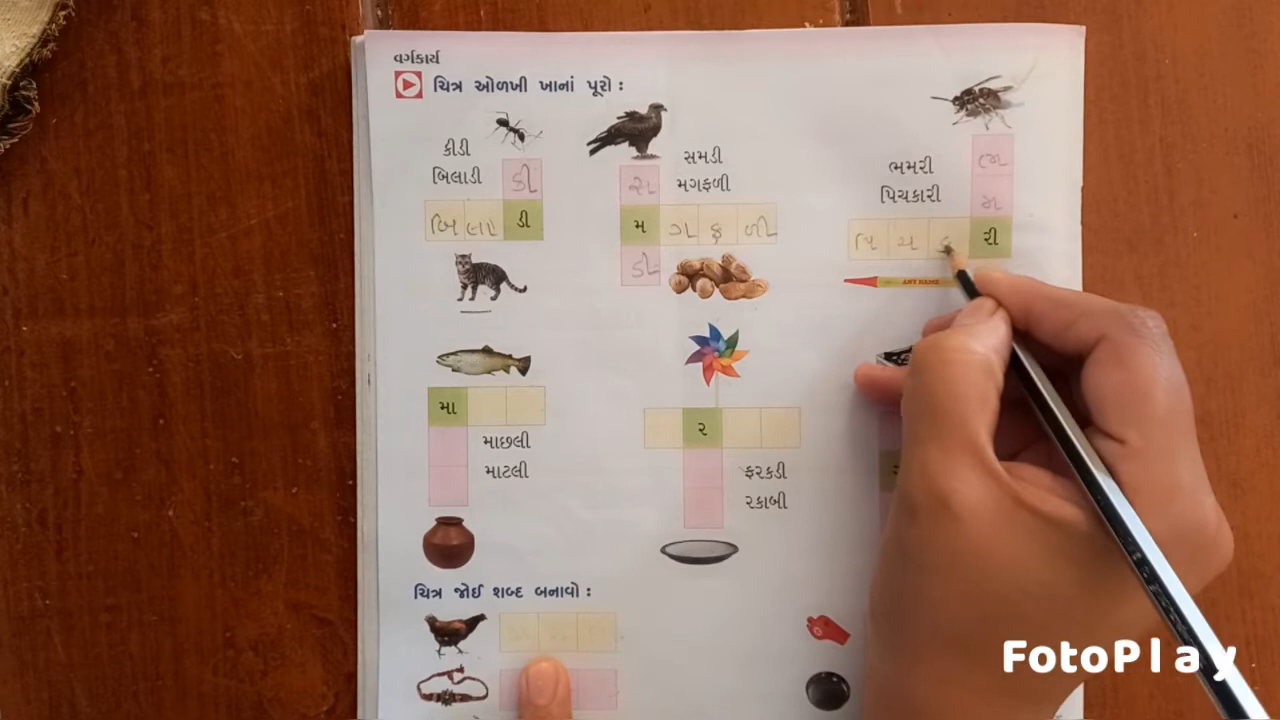 વર્ગકાર્ય
ચિત્ર ઓળખી ખાનાં પૂરો :
કીડી
બિલાડી
કી
બિ લા ડી
સમડી
મગફળી
સ
મ ગ ફ ળી
ડી
ભમરી
પિચકારી
ભ
મ
પિ ચ રી
ANY NAME
મા
માછલી
માટલી
ર
ફરકડી
રકાબી
ચિત્ર જોઈ શબ્દ બનાવો :
FotoPlay